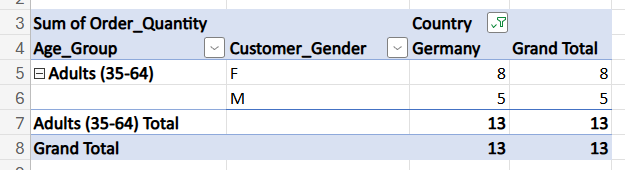 3 Sum of Order_Quantity Country
4 Age_Group Customer_Gender Germany Grand Total
5 Adults (35-64) F 8 8
6 M 5 5
7 Adults (35-64) Total 13 13
8 Grand Total 13 13